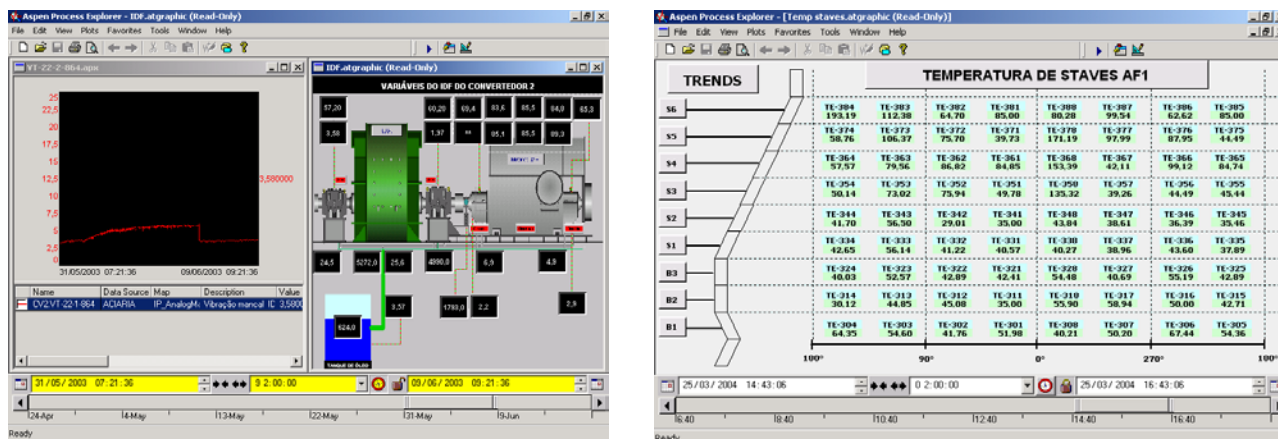 Aspen Process Explorer - IDF.atgraphic (Read-Only)
File Edit View Plots Favorites Tools Window Help
VT-22-2-864.apx
25
22,5
20
17,5
15
12,5
10
7,5
5
2,5
0
3,580000
31/05/2003 07:21:36 09/06/2003 09:21:36
Name Data Source Map Description Value
CV2:VT-22-1-864 ACIARIA IP_AnalogMa Vibração mancal ID 3,5800
IDF.atgraphic (Read-Only)
VARIÁVEIS DO IDF DO CONVERTEDOR 2
57,20 60,20 69,4 83,6 85,5 84,0 65,3
3,58 1,97 ** 85,1 85,5 89,3
24,5 5272,0 25,6 4990,0 6,9 4,9
3,57 1793,0 2,2 2,9
624,0
TANQUE DE ÓLEO
31/05/2003 07:21:36 9 2:00:00 09/06/2003 09:21:36
24-Apr 4-May 13-May 22-May 31-May 9-Jun
Ready
Aspen Process Explorer - [Temp staves.atgraphic (Read-Only)]
File Edit View Plots Favorites Tools Window Help
TRENDS
TEMPERATURA DE STAVES AF1
S6 TE-384 TE-383 TE-382 TE-381 TE-388 TE-387 TE-386 TE-385
193,19 112,38 64,70 85,00 80,28 99,54 62,62 85,00
S5 TE-374 TE-373 TE-372 TE-371 TE-378 TE-377 TE-376 TE-375
58,76 106,37 75,70 39,73 171,19 97,99 87,95 44,49
S4 TE-364 TE-363 TE-362 TE-361 TE-368 TE-367 TE-366 TE-365
57,57 79,56 86,82 84,85 153,39 42,11 99,12 84,74
S3 TE-354 TE-353 TE-352 TE-351 TE-358 TE-357 TE-356 TE-355
50,14 73,02 75,94 49,78 135,32 39,26 44,49 45,44
S2 TE-344 TE-343 TE-342 TE-341 TE-348 TE-347 TE-346 TE-345
41,70 56,50 29,01 35,00 43,84 38,61 36,39 35,46
S1 TE-334 TE-333 TE-332 TE-331 TE-338 TE-337 TE-336 TE-335
42,65 56,14 41,22 40,57 40,27 38,96 43,60 37,89
B3 TE-324 TE-323 TE-322 TE-321 TE-328 TE-327 TE-326 TE-325
40,03 52,57 42,89 42,41 54,48 40,69 55,19 42,89
B2 TE-314 TE-313 TE-312 TE-311 TE-318 TE-317 TE-316 TE-315
30,12 44,85 45,08 35,00 55,90 58,94 50,00 42,71
B1 TE-304 TE-303 TE-302 TE-301 TE-308 TE-307 TE-306 TE-305
64,35 54,60 41,76 51,98 40,21 50,20 67,44 54,36
180° 90° 0° 270° 180°
25/03/2004 14:43:06 0 2:00:00 25/03/2004 16:43:06
6:40 8:40 10:40 12:40 14:40 16:40
Ready